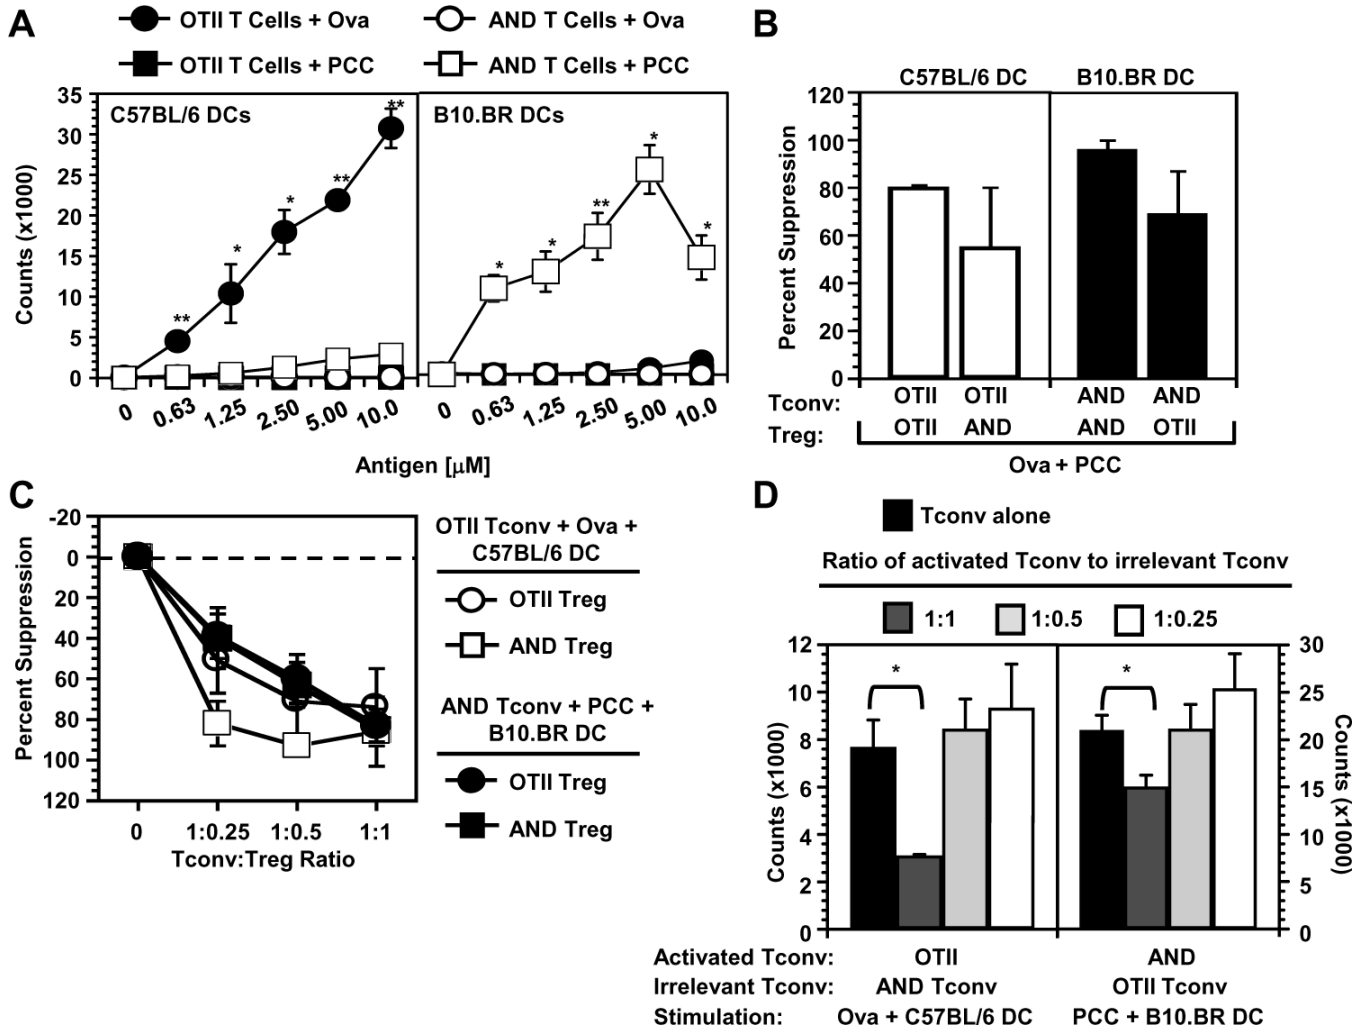 A
OTII T Cells + Ova
AND T Cells + Ova
OTII T Cells + PCC
AND T Cells + PCC
C57BL/6 DCs
B10.BR DCs
Counts (x1000)
35
30
25
20
15
10
5
0
** * * ** **
* * ** * *
0 0.63 1.25 2.50 5.00 10.0
0 0.63 1.25 2.50 5.00 10.0
Antigen [µM]
B
C57BL/6 DC B10.BR DC
Percent Suppression
120
100
80
60
40
20
0
Tconv: OTII OTII AND AND
Treg: OTII AND AND OTII
Ova + PCC
C
Percent Suppression
-20
0
20
40
60
80
100
120
0 1:0.25 1:0.5 1:1
Tconv:Treg Ratio
OTII Tconv + Ova +
C57BL/6 DC
OTII Treg
AND Treg
AND Tconv + PCC +
B10.BR DC
OTII Treg
AND Treg
D
Tconv alone
Ratio of activated Tconv to irrelevant Tconv
1:1 1:0.5 1:0.25
Counts (x1000)
12
10
8
6
4
2
0
* *
30
25
20
15
10
5
0
Counts (x1000)
Activated Tconv: OTII AND
Irrelevant Tconv: AND Tconv OTII Tconv
Stimulation: Ova + C57BL/6 DC PCC + B10.BR DC